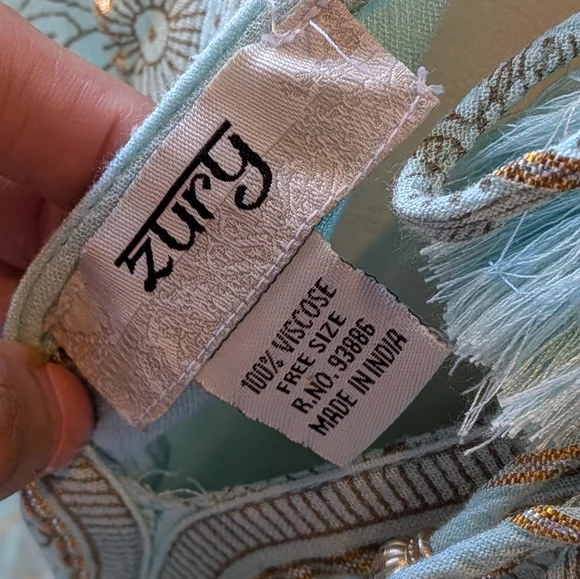 zury
100% VISCOSE
FREE SIZE
R.NO. 93886
MADE IN INDIA